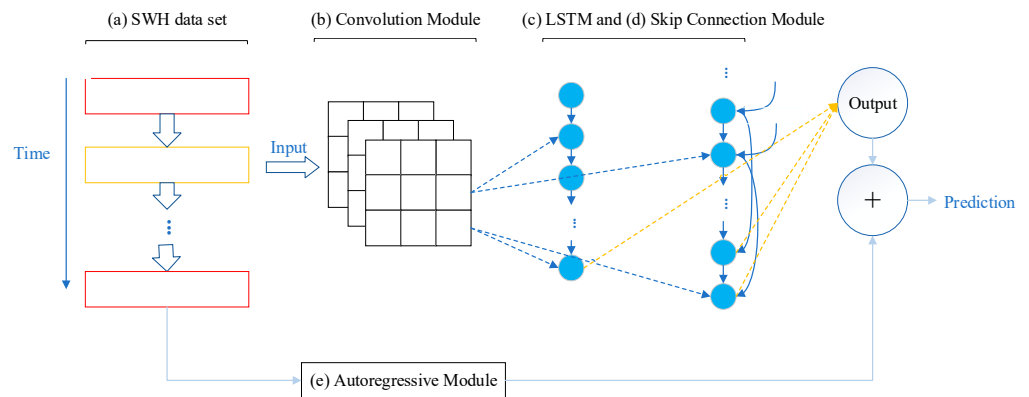 (a) SWH data set
(b) Convolution Module
(c) LSTM and (d) Skip Connection Module
Time
Input
Output
+
Prediction
(e) Autoregressive Module